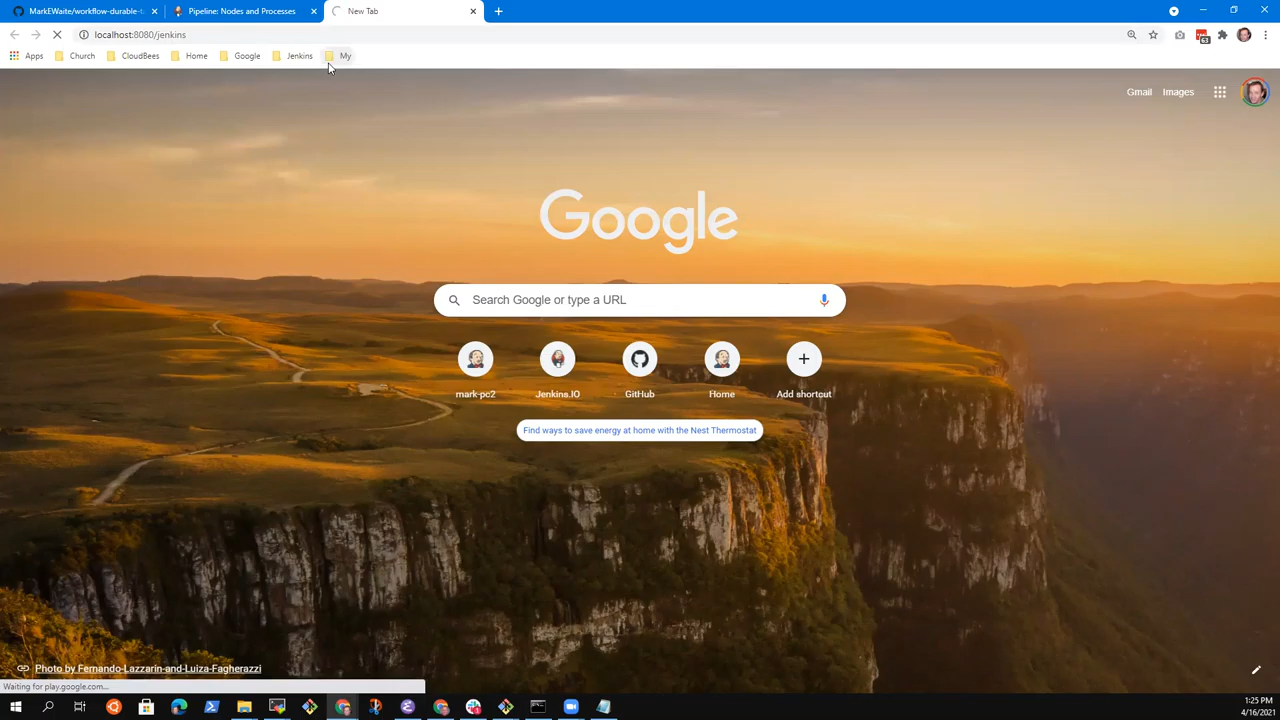 MarkEWaite/workflow-durable-ta
Pipeline: Nodes and Processes
New Tab
localhost:8080/jenkins
63
Apps
Church
CloudBees
Home
Google
Jenkins
My
Gmail
Images
Google
Search Google or type a URL
mark-pc2
Jenkins.IO
GitHub
Home
Add shortcut
Find ways to save energy at home with the Nest Thermostat
Photo by Fernando-Lazzarin-and-Luiza-Fagherazzi
Waiting for play.google.com...
1:25 PM
4/16/2021